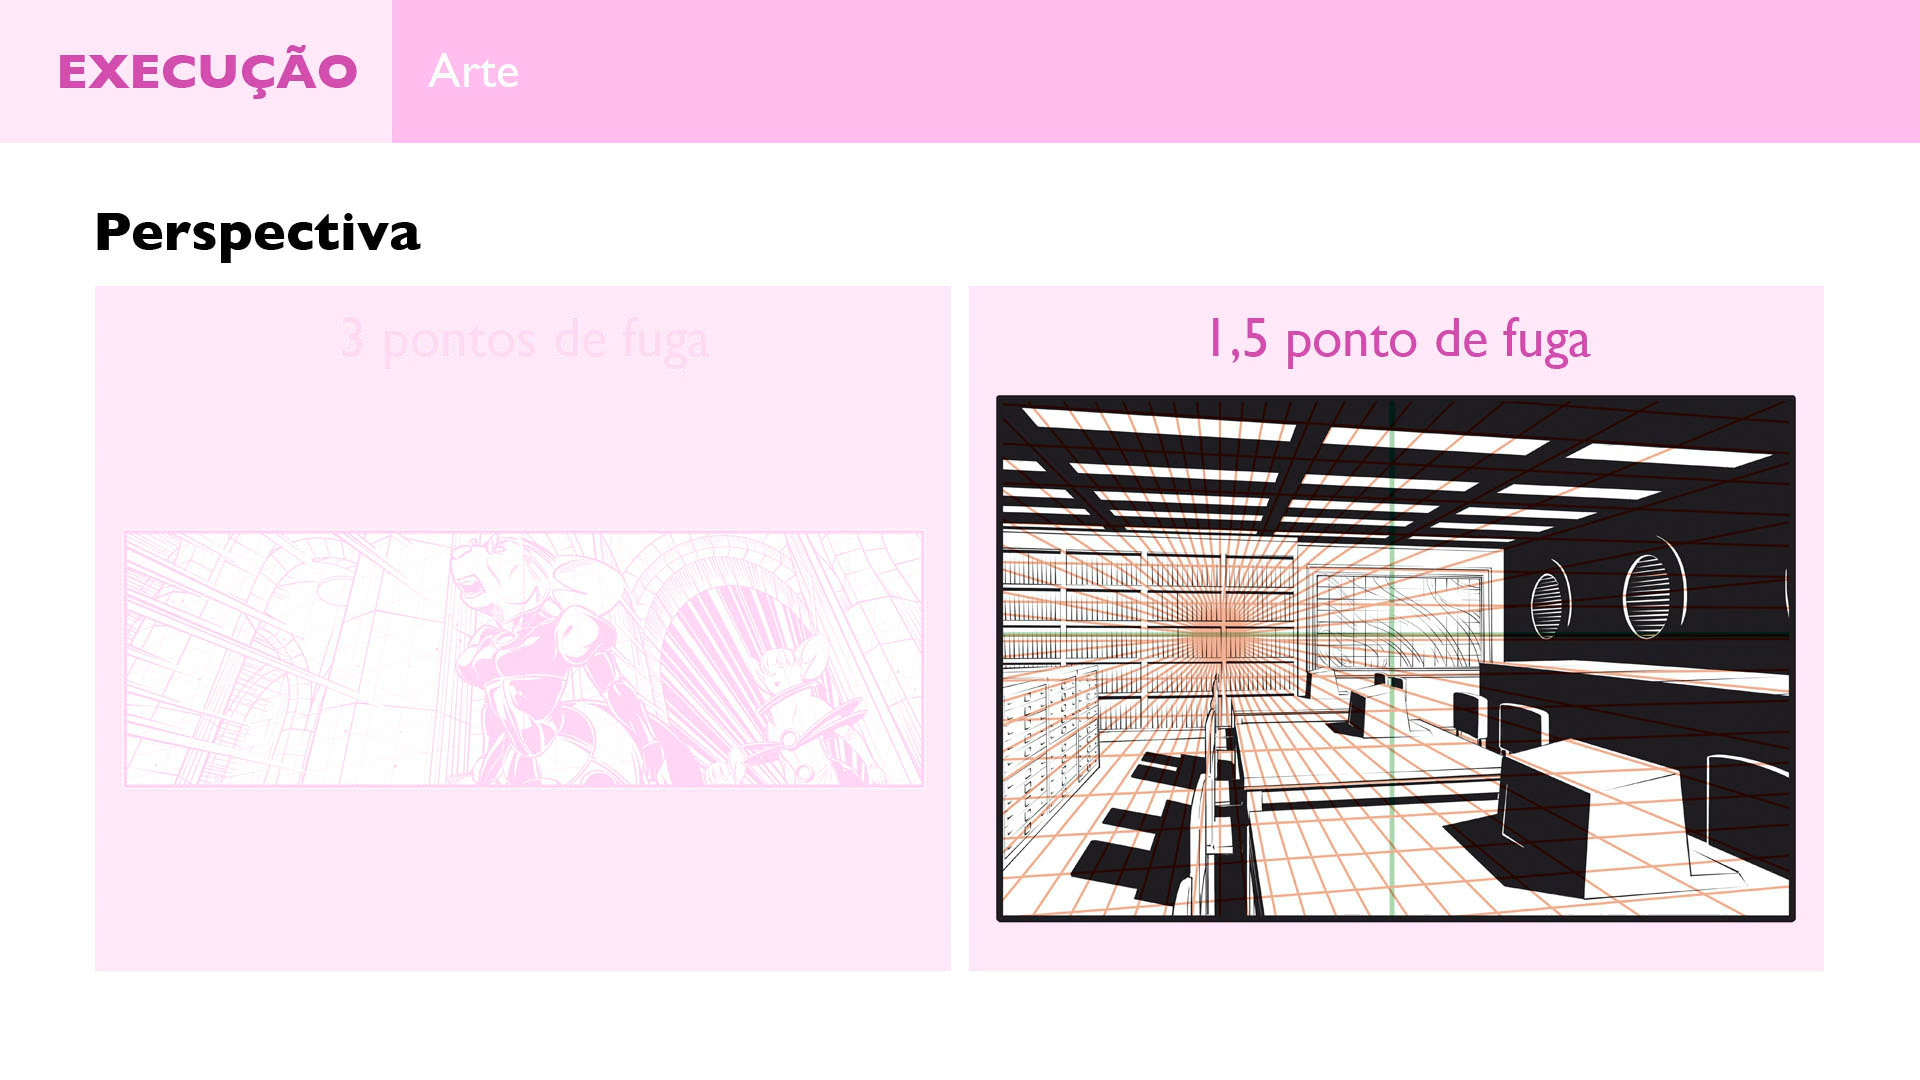 EXECUÇÃO
Arte
Perspectiva
3 pontos de fuga
1,5 ponto de fuga